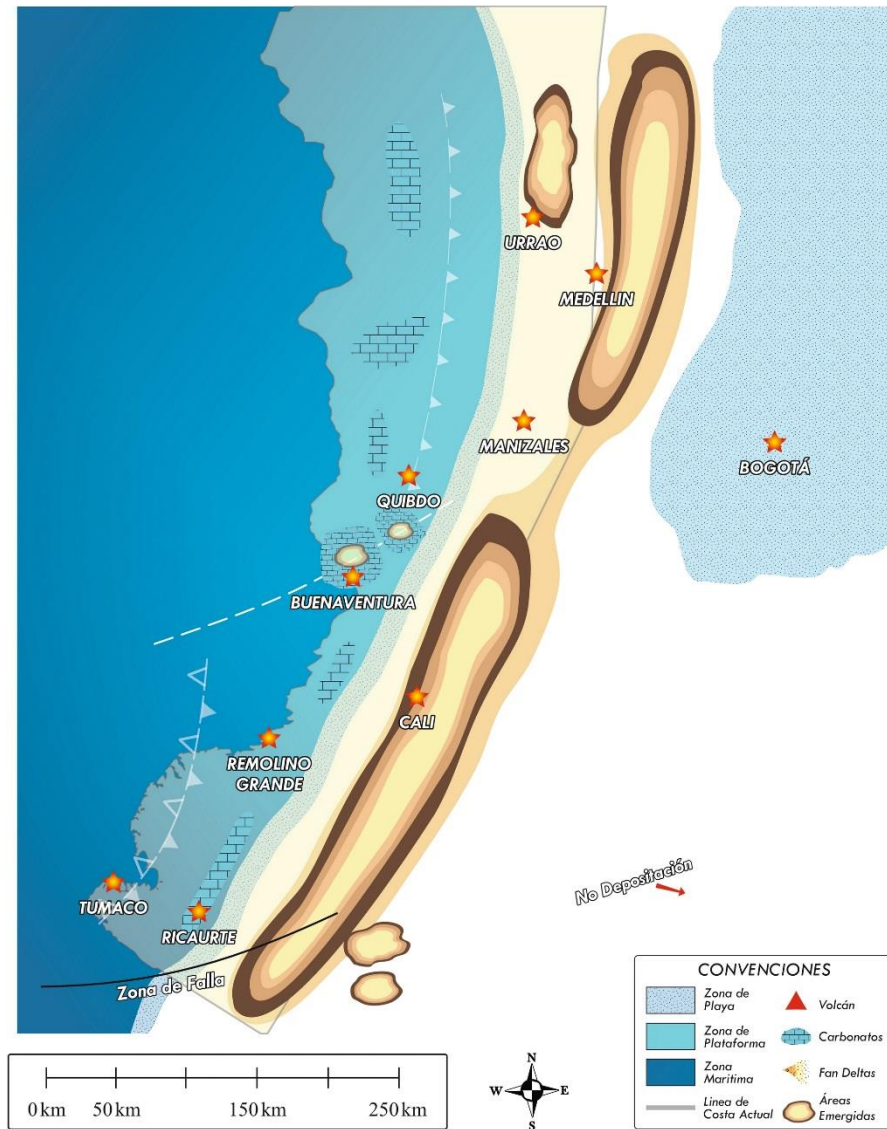 URRAO
MEDELLIN
MANIZALES
BOGOTÁ
QUIBDO
BUENAVENTURA
CALI
REMOLINO
GRANDE
TUMACO
RICAURTE
No Depositación
Zona de Falla
CONVENCIONES
Zona de
Playa
Volcán
Zona de
Plataforma
Carbonatos
Zona
Maritima
Fan Deltas
Linea de
Costa Actual
Áreas
Emergidas
0 km 50 km 150 km 250 km
N
W E
S